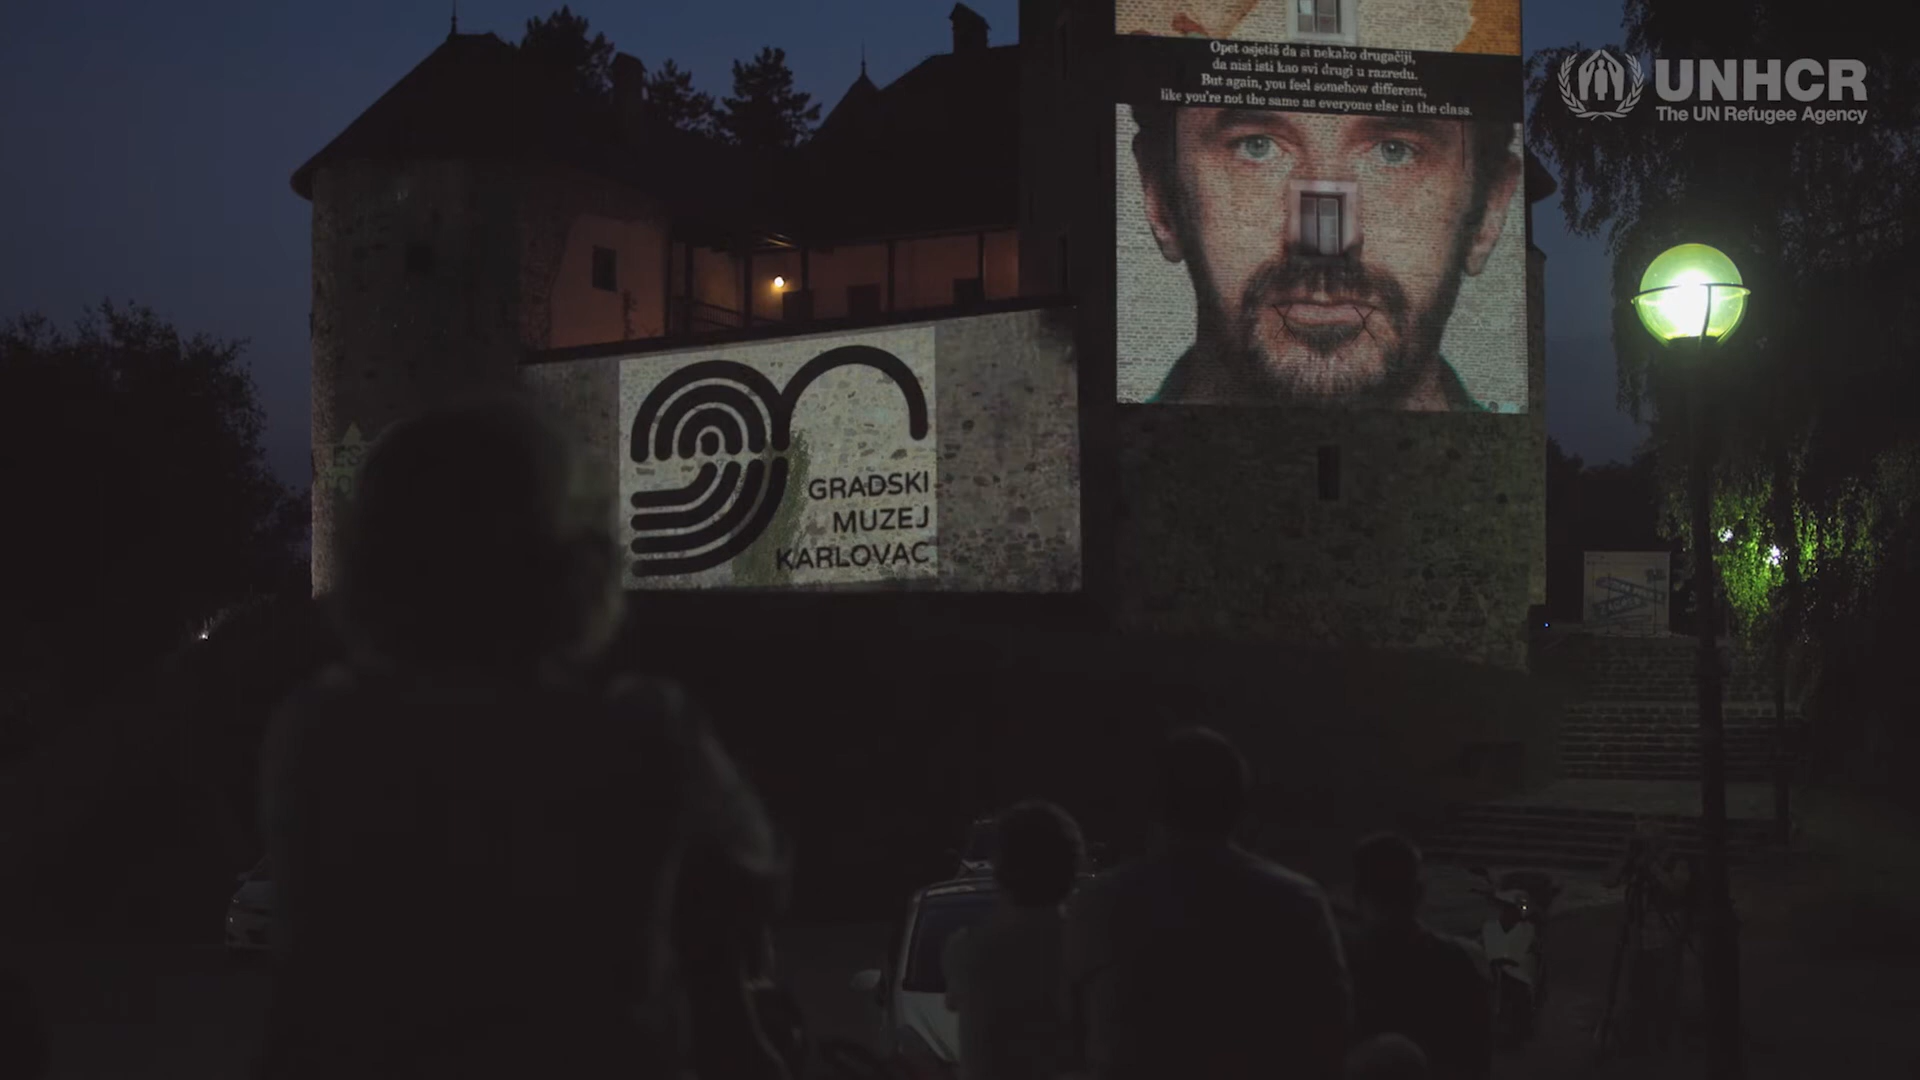 Opet osjetiš da si nekako drugačiji,
da nisi isti kao svi drugi u razredu.
But again, you feel somehow different,
like you're not the same as everyone else in the class.
UNHCR
The UN Refugee Agency
GRADSKI
MUZEJ
KARLOVAC